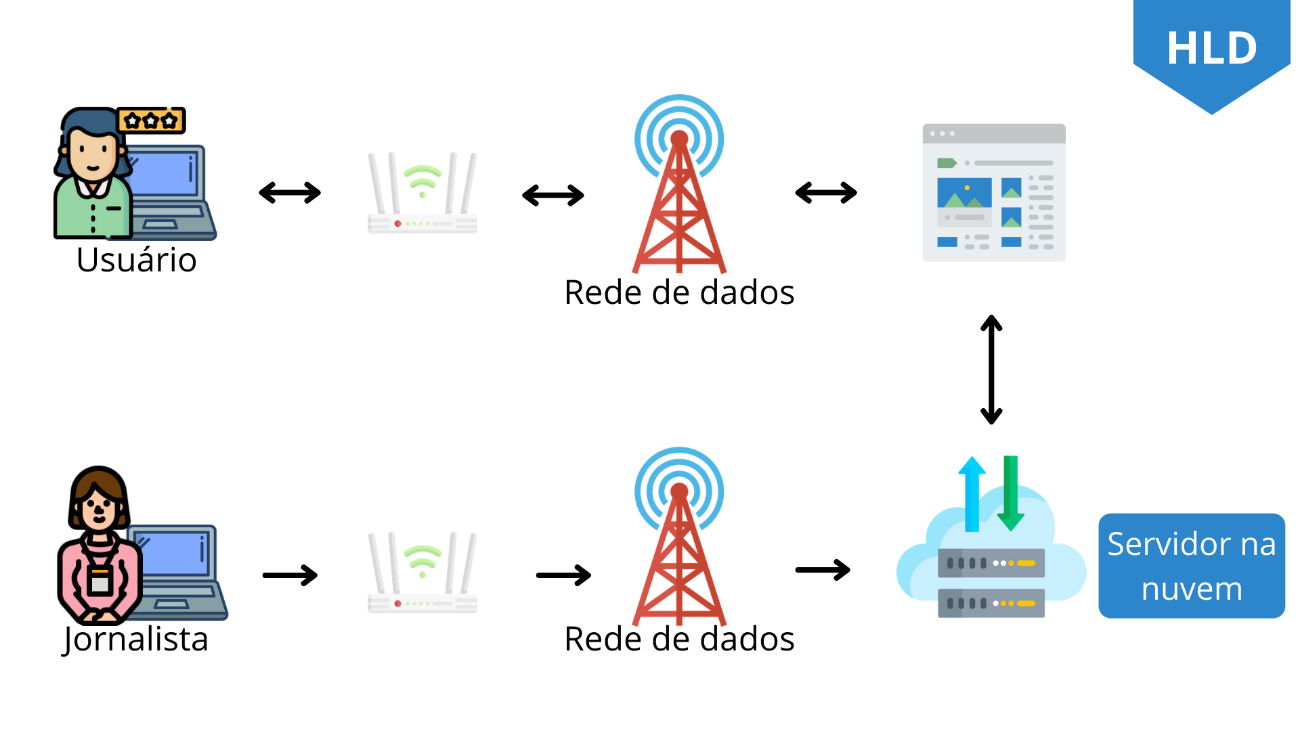 HLD
Usuário
Rede de dados
Jornalista
Rede de dados
Servidor na
nuvem